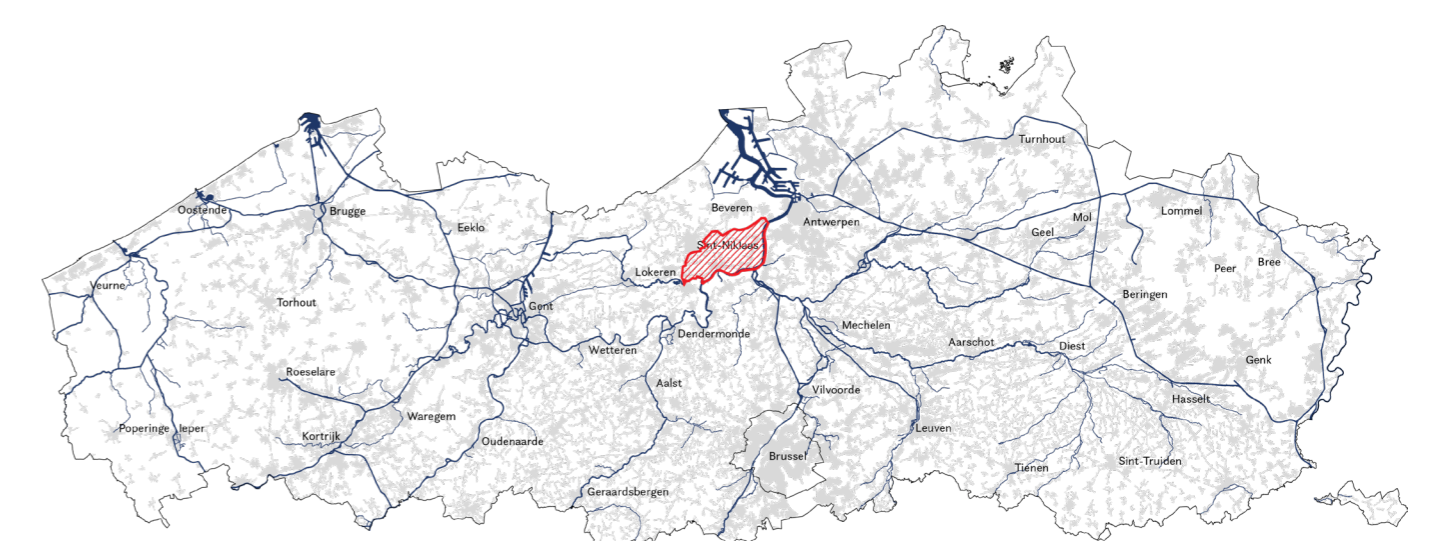 Turnhout
Oostende
Brugge
Beveren
Lommel
Antwerpen
Mol
Eeklo
Geel
Sint-Niklaas
Bree
Peer
Lokeren
Veurne
Beringen
Torhout
Gent
Mechelen
Dendermonde
Aarschot
Diest
Wetteren
Genk
Roeselare
Aalst
Vilvoorde
Hasselt
Waregem
Poperinge Ieper
Leuven
Kortrijk
Oudenaarde
Brussel
Sint-Truiden
Tienen
Geraardsbergen